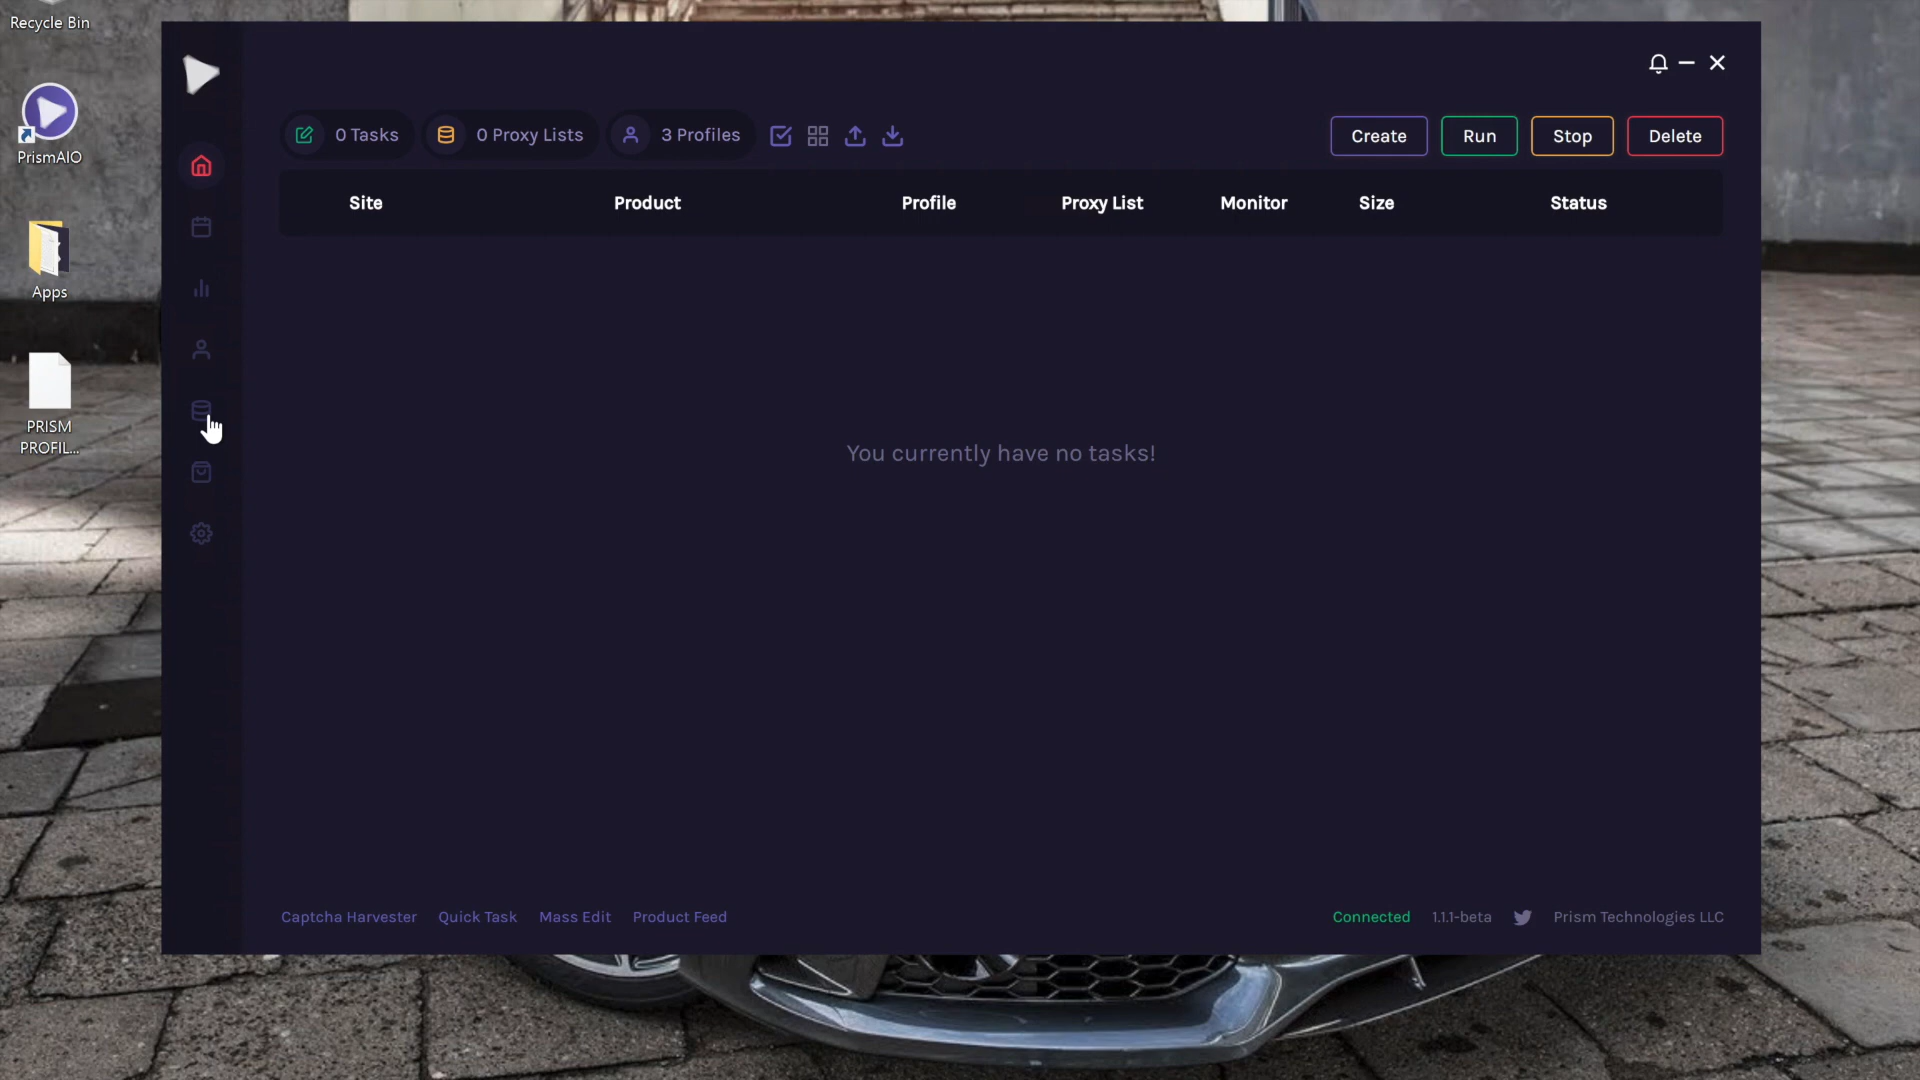 Recycle Bin
PrismAIO
Apps
PRISM
PROFIL...
0 Tasks
0 Proxy Lists
3 Profiles
Create
Run
Stop
Delete
Site
Product
Profile
Proxy List
Monitor
Size
Status
You currently have no tasks!
Captcha Harvester
Quick Task
Mass Edit
Product Feed
Connected
1.1.1-beta
Prism Technologies LLC